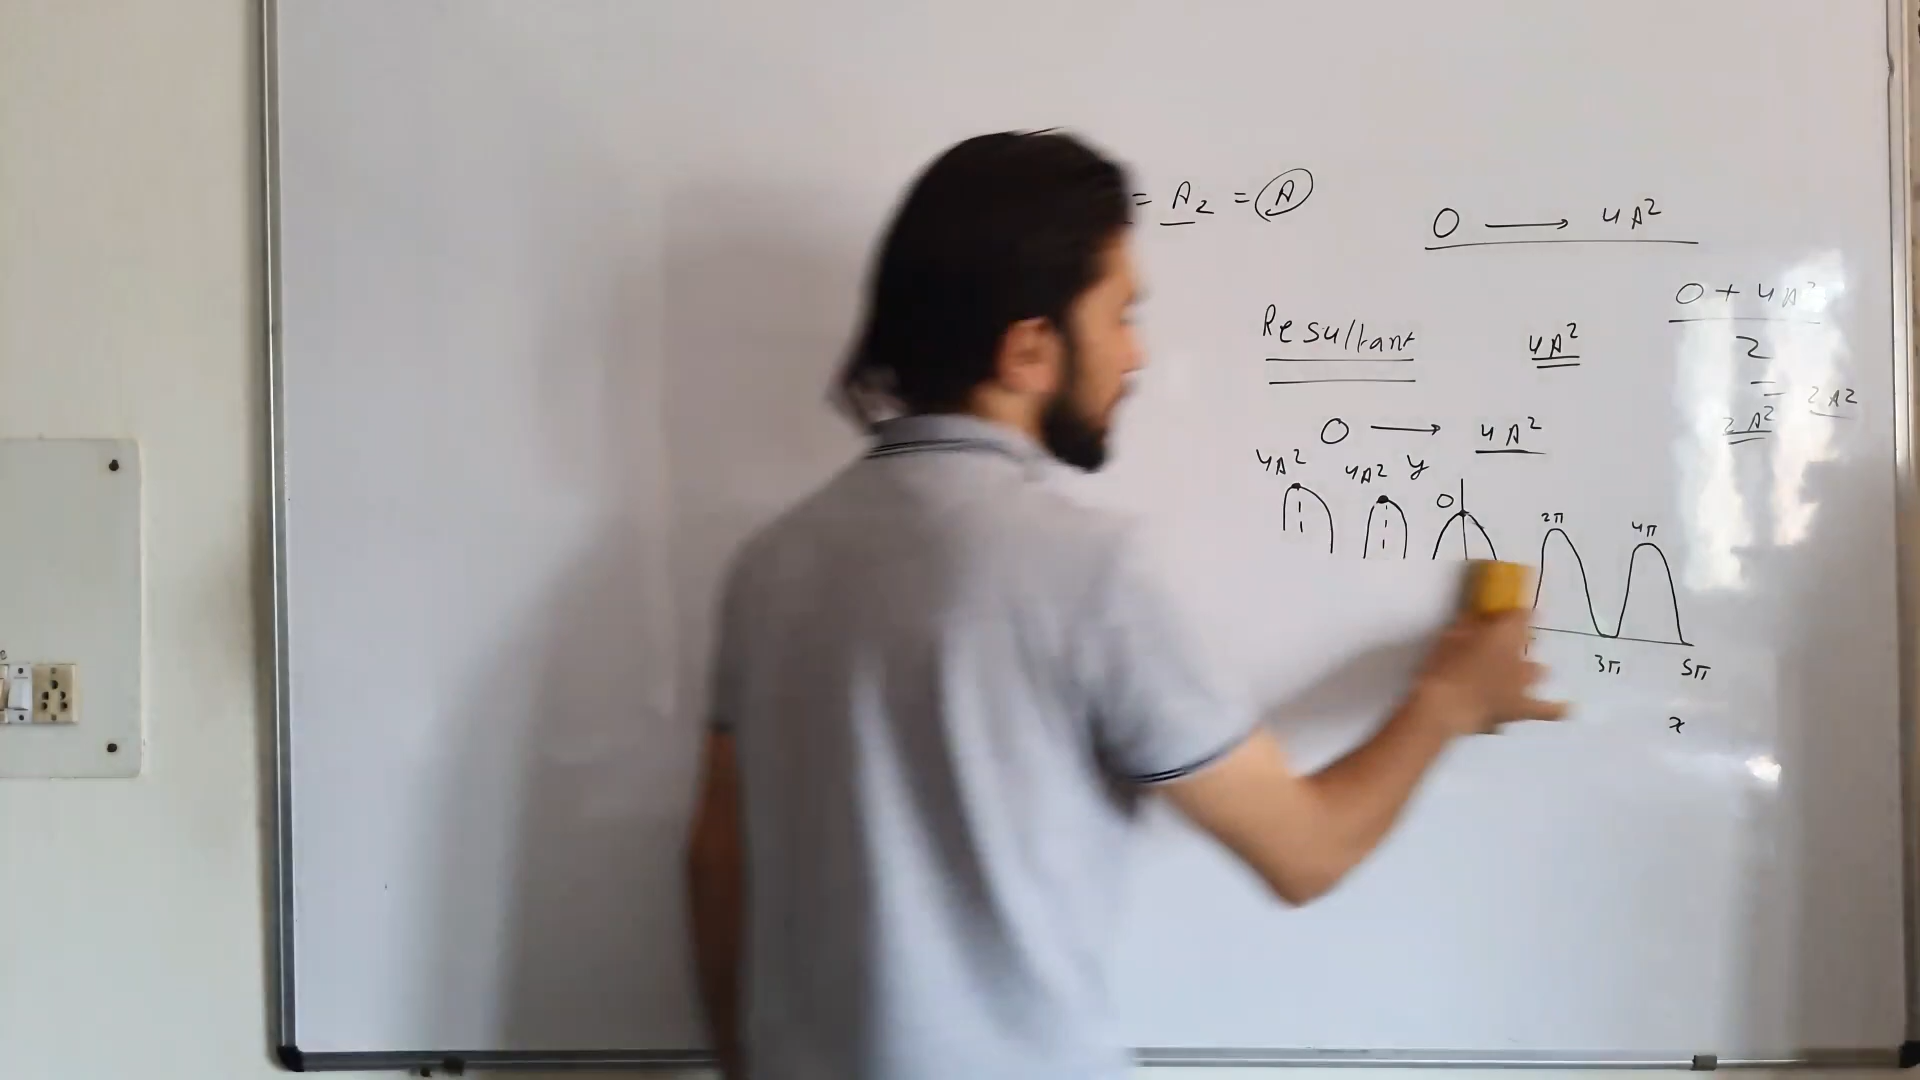 = A₂ = A
0 → 4A²
0 + 4A²
2
= 2A²
2A²
Resultant
4A²
0 → 4A²
4A² 4A² y
0 2π 4π
3π 5π
x